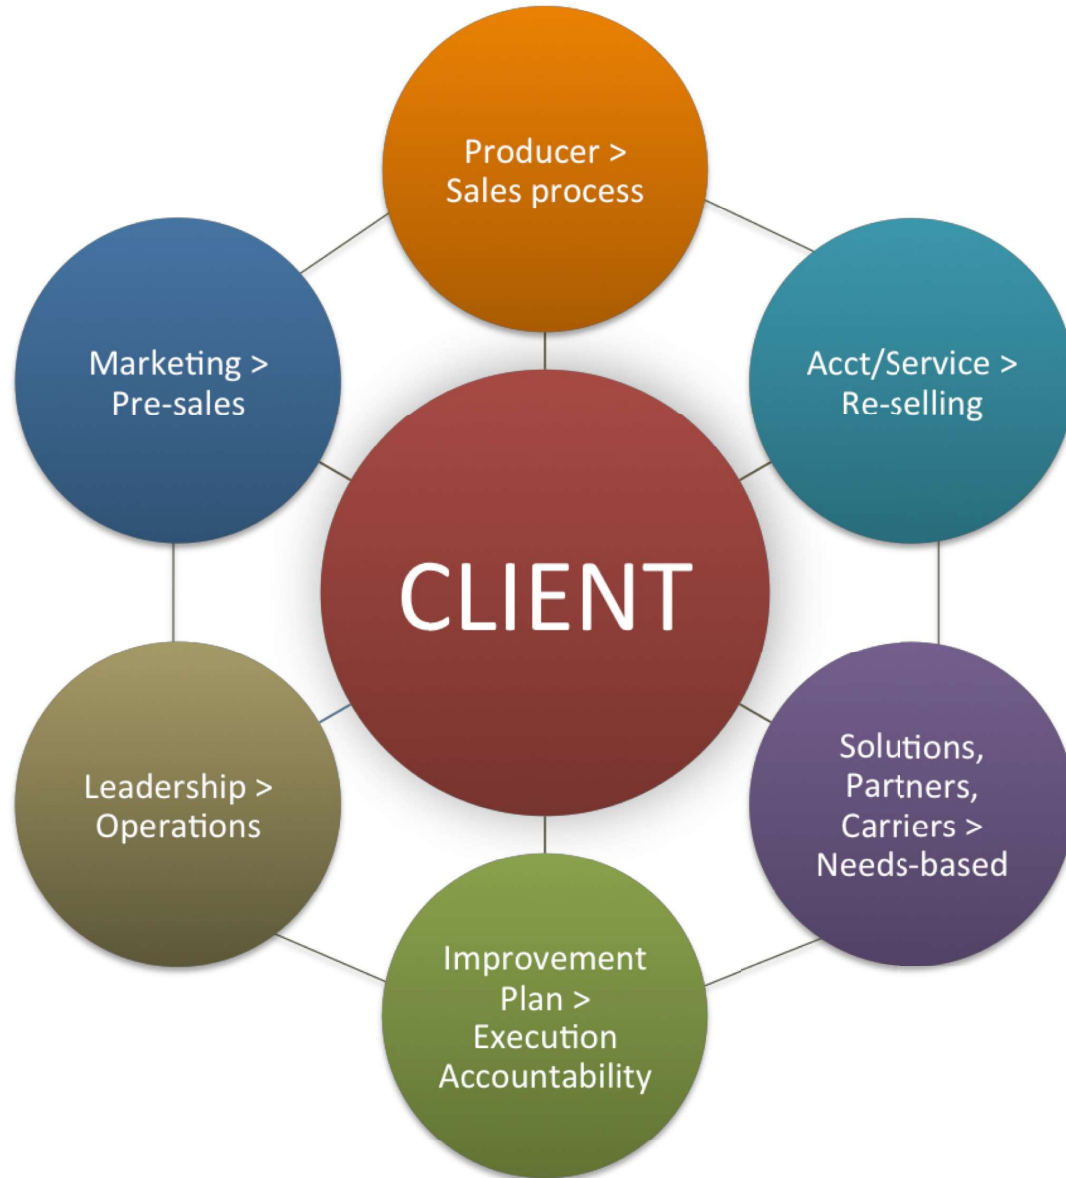 Producer >
Sales process
Marketing >
Pre-sales
Acct/Service >
Re-selling
CLIENT
Leadership >
Operations
Solutions,
Partners,
Carriers >
Needs-based
Improvement
Plan >
Execution
Accountability